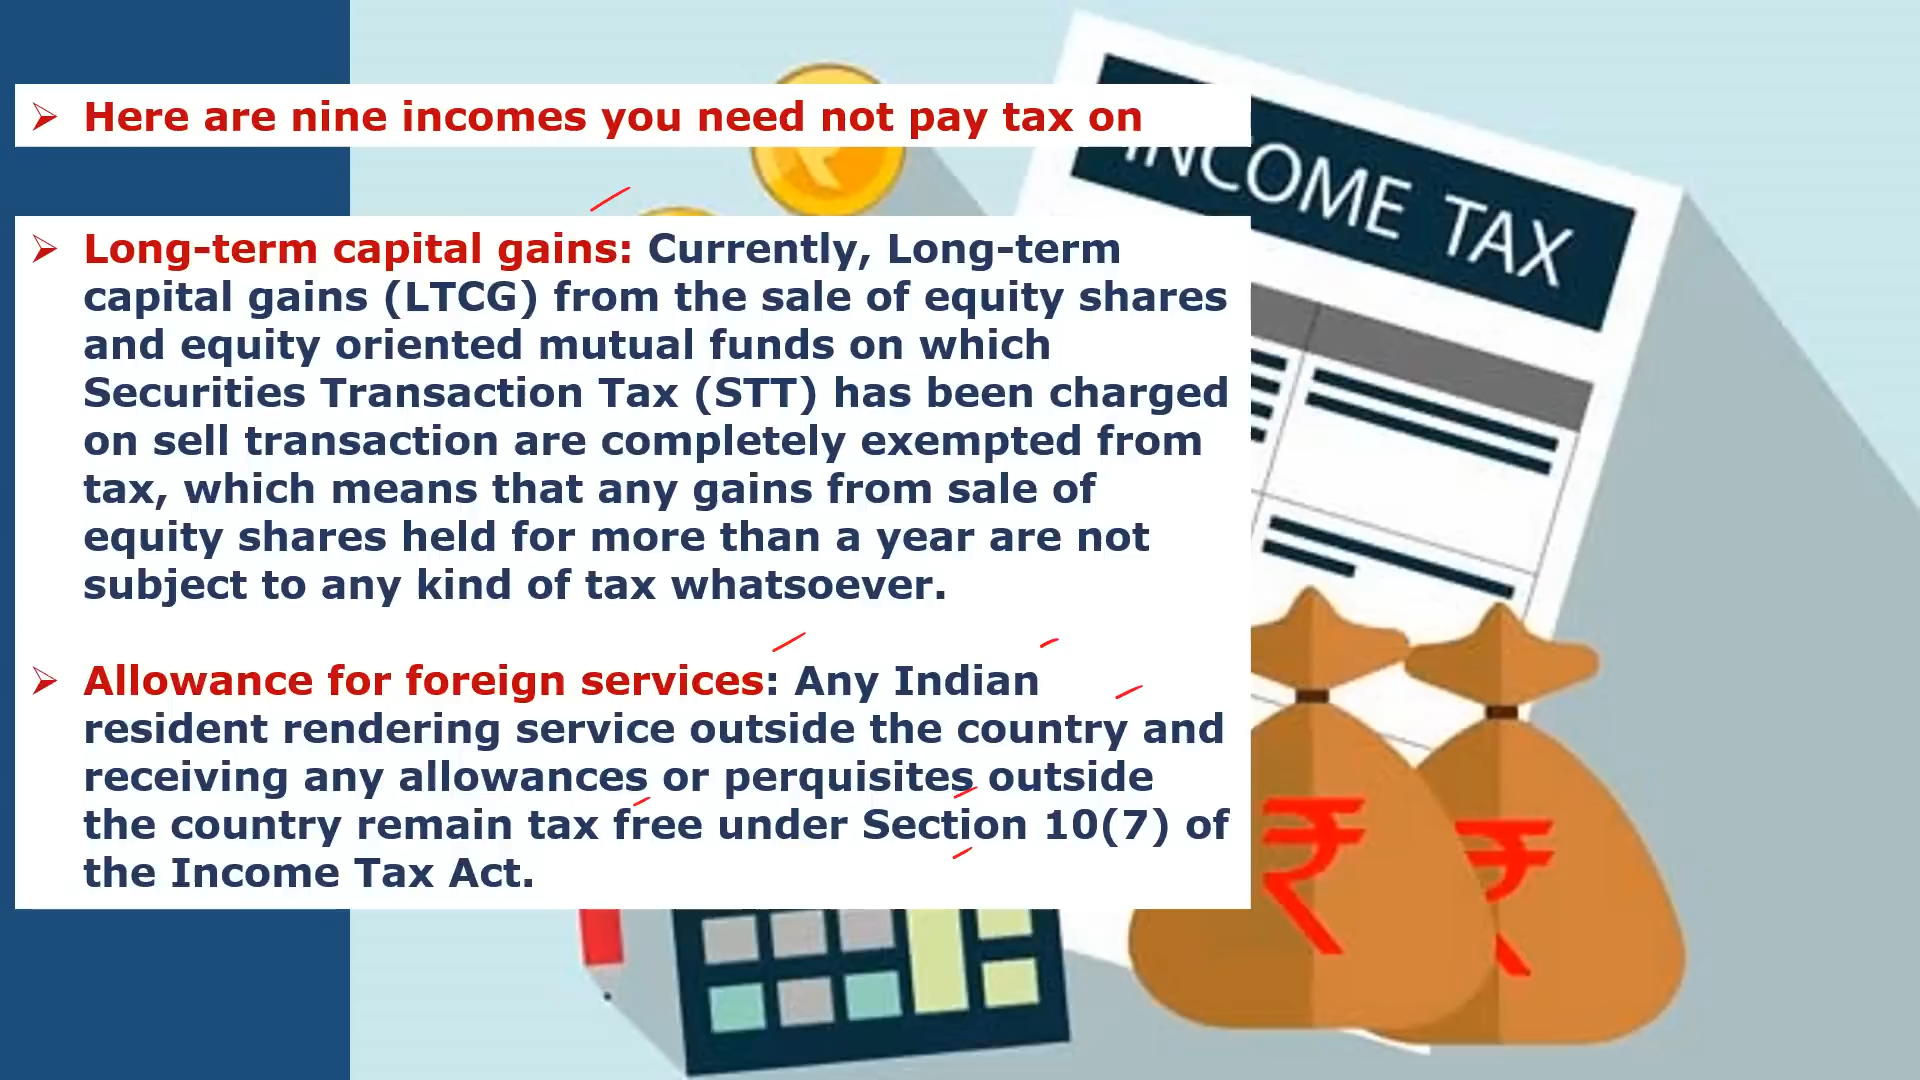 ➢ Here are nine incomes you need not pay tax on
INCOME TAX
➢ Long-term capital gains: Currently, Long-term
capital gains (LTCG) from the sale of equity shares
and equity oriented mutual funds on which
Securities Transaction Tax (STT) has been charged
on sell transaction are completely exempted from
tax, which means that any gains from sale of
equity shares held for more than a year are not
subject to any kind of tax whatsoever.
➢ Allowance for foreign services: Any Indian
resident rendering service outside the country and
receiving any allowances or perquisites outside
the country remain tax free under Section 10(7) of
the Income Tax Act.
₹ ₹